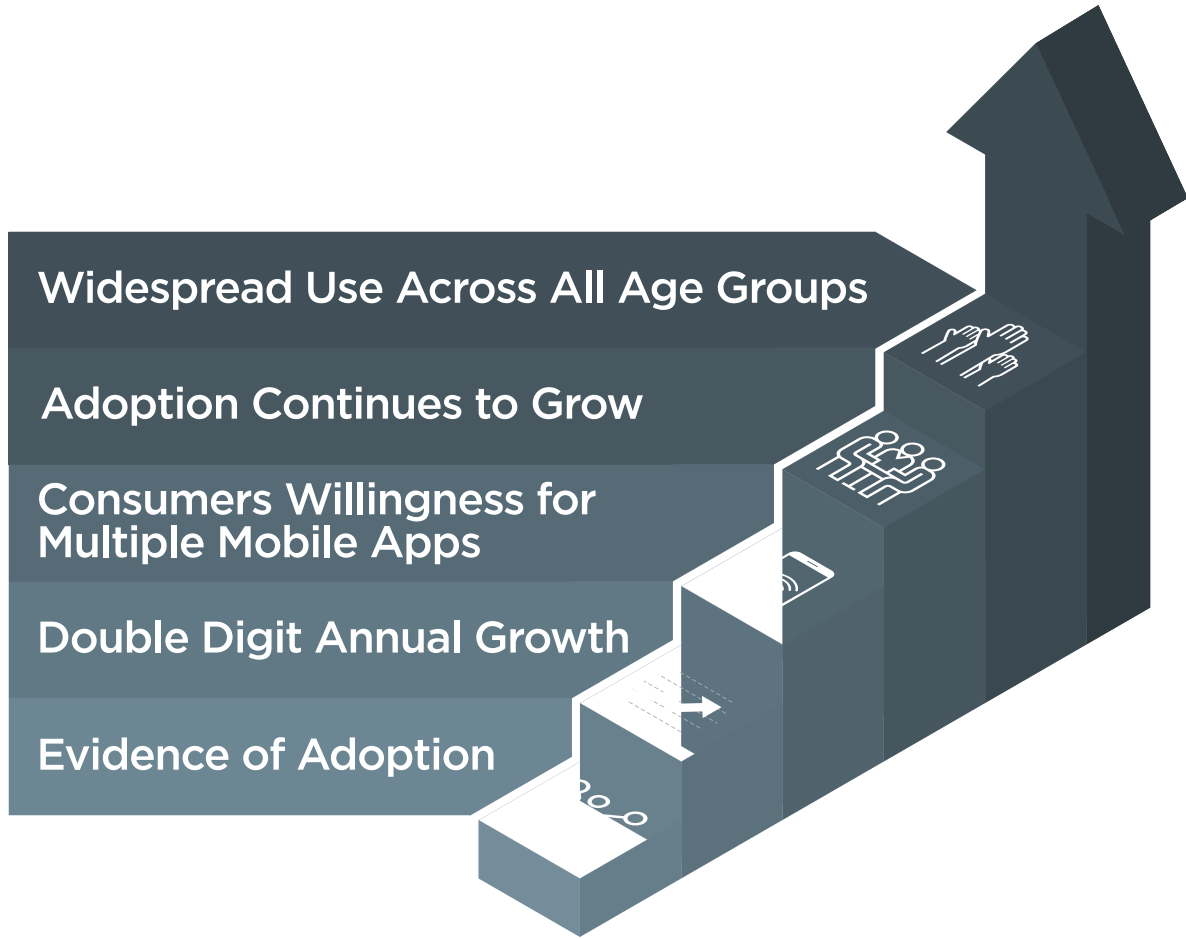 Widespread Use Across All Age Groups
Adoption Continues to Grow
Consumers Willingness for
Multiple Mobile Apps
Double Digit Annual Growth
Evidence of Adoption